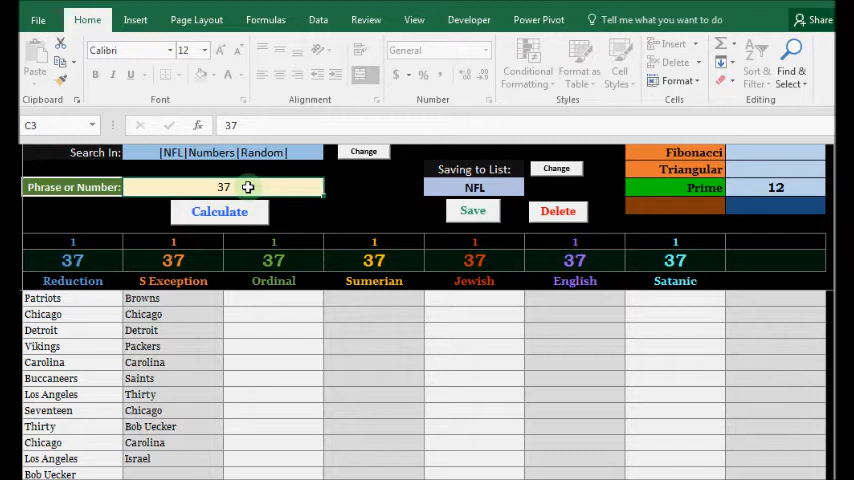 File Home Insert Page Layout Formulas Data Review View Developer Power Pivot Tell me what you want to do Share
Calibri 12 General Insert
Paste Conditional Formatting Format as Table Cell Styles Delete Sort & Filter Find & Select
B I U A $ % , Format
Clipboard Font Alignment Number Styles Cells Editing
C3 fx 37
Search In: |NFL|Numbers|Random| Change Fibonacci
Saving to List: Change Triangular
Phrase or Number: 37 NFL Prime 12
Calculate Save Delete
1 1 1 1 1 1 1
37 37 37 37 37 37 37
Reduction S Exception Ordinal Sumerian Jewish English Satanic
Patriots Browns
Chicago Chicago
Detroit Detroit
Vikings Packers
Carolina Carolina
Buccaneers Saints
Los Angeles Thirty
Seventeen Chicago
Thirty Bob Uecker
Chicago Carolina
Los Angeles Israel
Bob Uecker